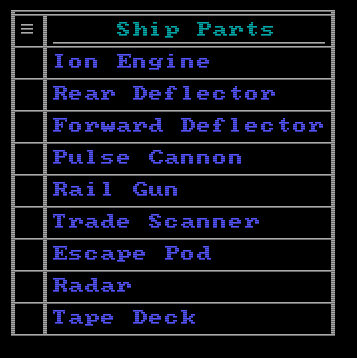 Ship Parts
Ion Engine
Rear Deflector
Forward Deflector
Pulse Cannon
Rail Gun
Trade Scanner
Escape Pod
Radar
Tape Deck